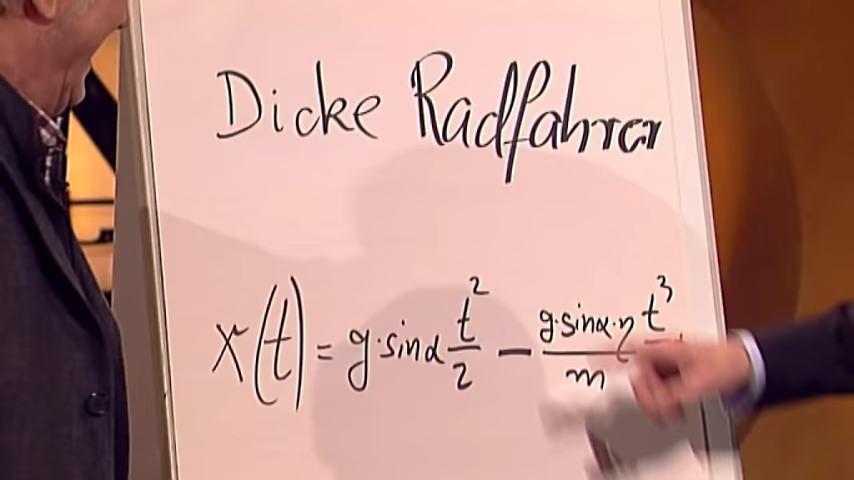 Dicke Radfahrer
x(t) = g·sinα t²/2 − g·sinα·η/m t³